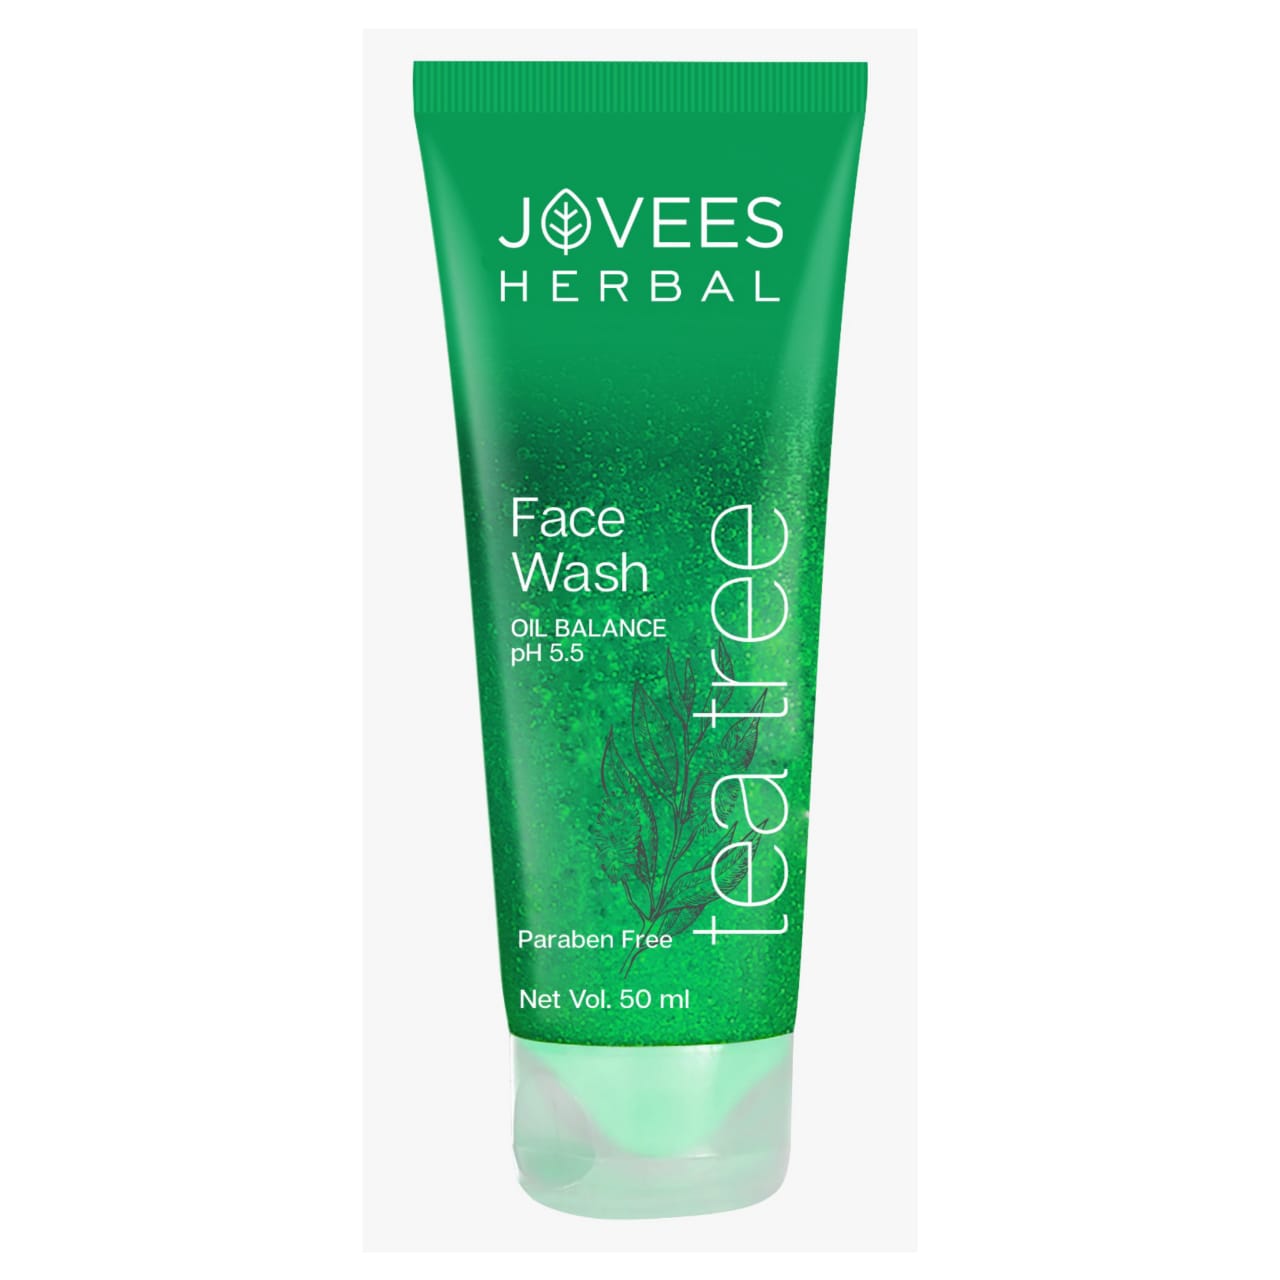 JOVEES
HERBAL
Face
Wash
OIL BALANCE
pH 5.5
tea tree
Paraben Free
Net Vol. 50 ml